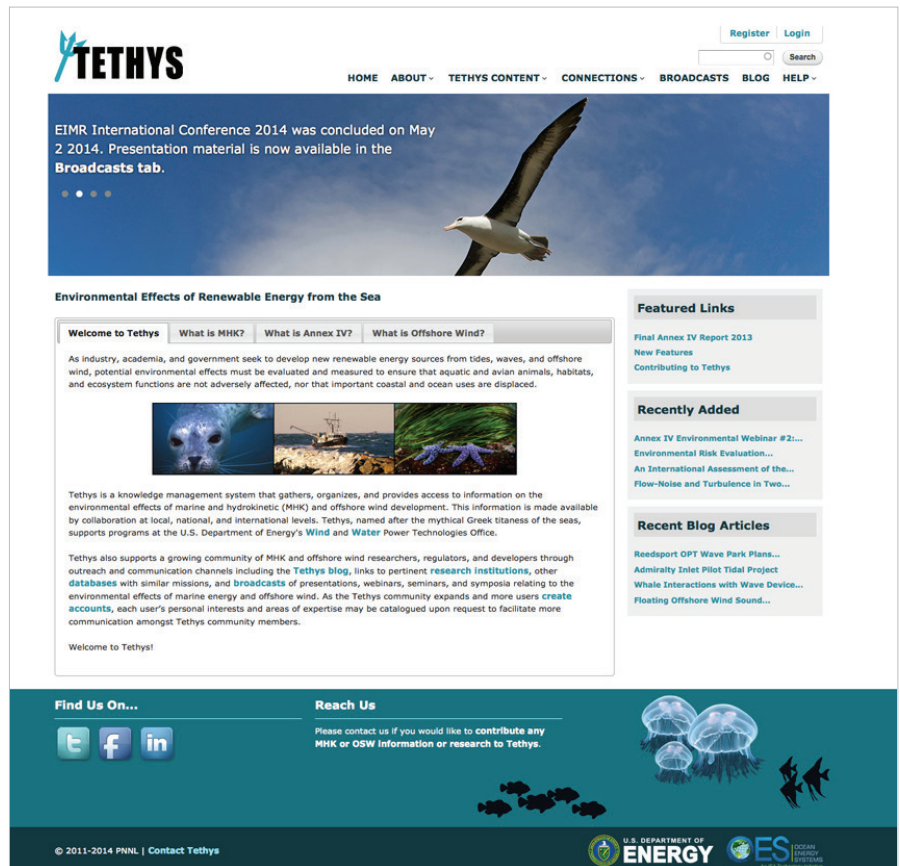 Register Login
TETHYS
Search
HOME ABOUT TETHYS CONTENT CONNECTIONS BROADCASTS BLOG HELP
EIMR International Conference 2014 was concluded on May
2 2014. Presentation material is now available in the
Broadcasts tab.
Environmental Effects of Renewable Energy from the Sea
Welcome to Tethys What is MHK? What is Annex IV? What is Offshore Wind?
As industry, academia, and government seek to develop new renewable energy sources from tides, waves, and offshore
wind, potential environmental effects must be evaluated and measured to ensure that aquatic and avian animals, habitats,
and ecosystem functions are not adversely affected, nor that important coastal and ocean uses are displaced.
Tethys is a knowledge management system that gathers, organizes, and provides access to information on the
environmental effects of marine and hydrokinetic (MHK) and offshore wind development. This information is made available
by collaboration at local, national, and international levels. Tethys, named after the mythical Greek titaness of the seas,
supports programs at the U.S. Department of Energy's Wind and Water Power Technologies Office.
Tethys also supports a growing community of MHK and offshore wind researchers, regulators, and developers through
outreach and communication channels including the Tethys blog, links to pertinent research institutions, other
databases with similar missions, and broadcasts of presentations, webinars, seminars, and symposia relating to the
environmental effects of marine energy and offshore wind. As the Tethys community expands and more users create
accounts, each user's personal interests and areas of expertise may be catalogued upon request to facilitate more
communication amongst Tethys community members.
Welcome to Tethys!
Featured Links
Final Annex IV Report 2013
New Features
Contributing to Tethys
Recently Added
Annex IV Environmental Webinar #2:...
Environmental Risk Evaluation...
An International Assessment of the...
Flow-Noise and Turbulence in Two...
Recent Blog Articles
Reedsport OPT Wave Park Plans...
Admiralty Inlet Pilot Tidal Project
Whale Interactions with Wave Device...
Floating Offshore Wind Sound...
Find Us On...
t f in
Reach Us
Please contact us if you would like to contribute any
MHK or OSW information or research to Tethys.
© 2011-2014 PNNL | Contact Tethys
U.S. DEPARTMENT OF
ENERGY
OES
OCEAN
ENERGY
SYSTEMS